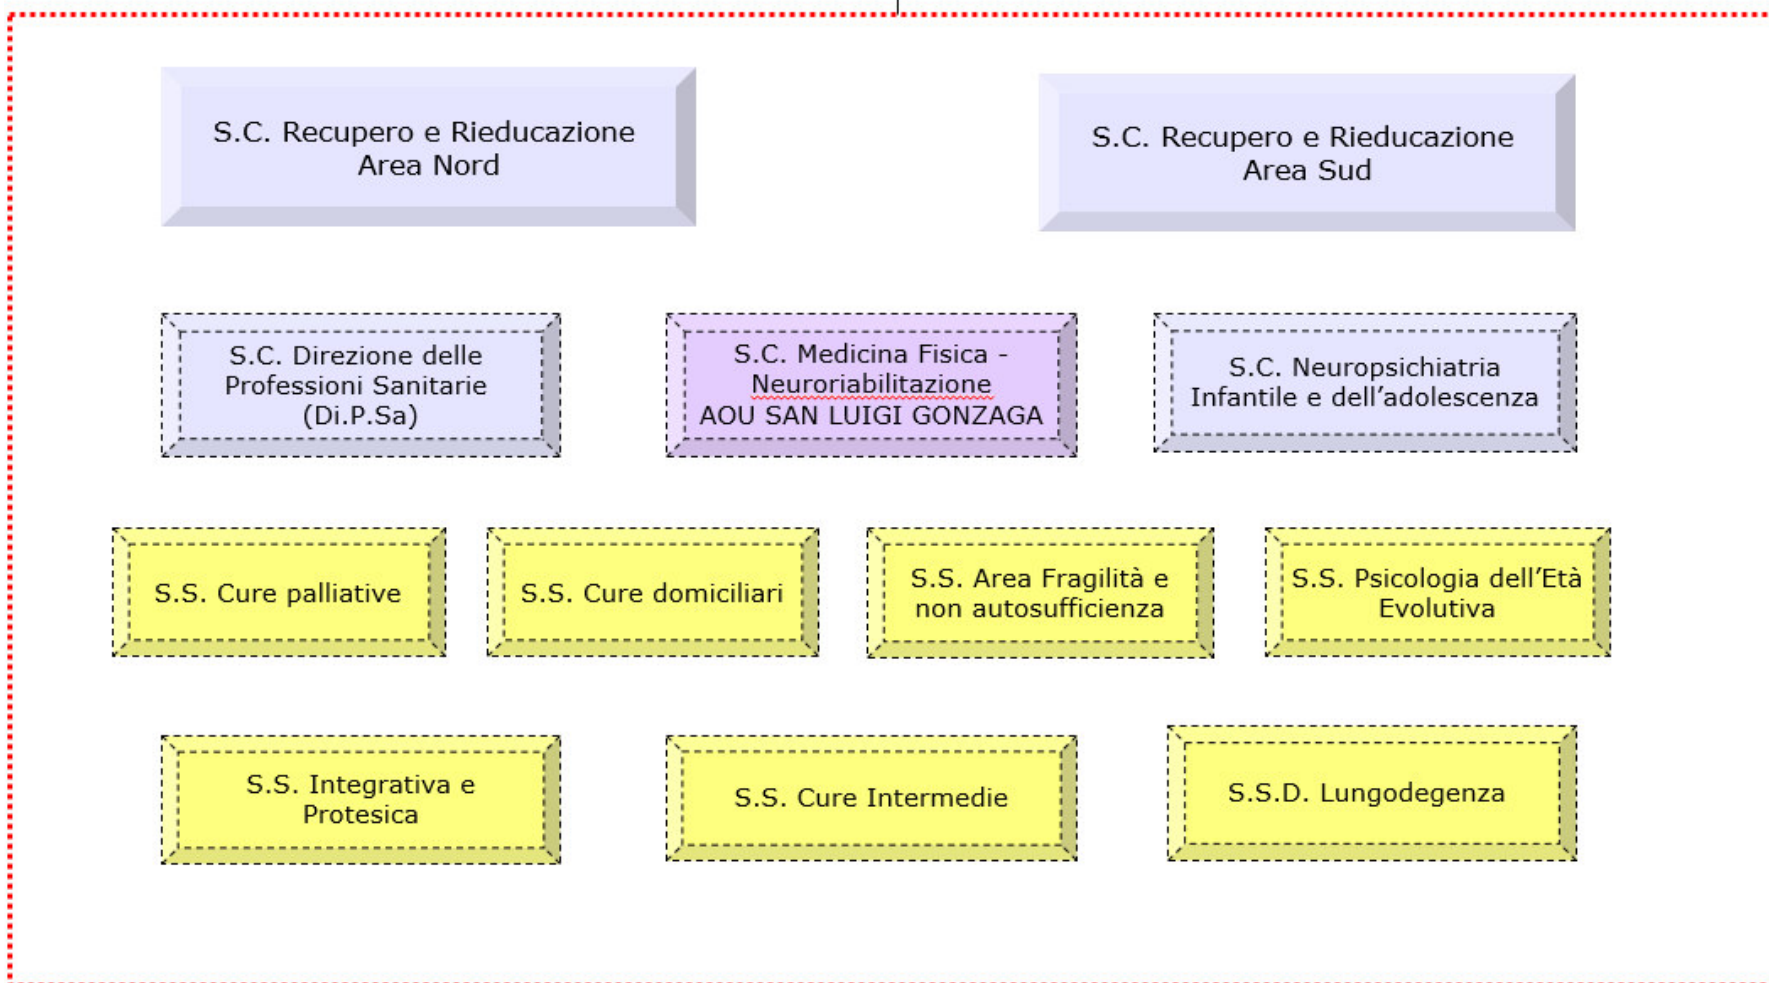 S.C. Recupero e Rieducazione
Area Nord
S.C. Recupero e Rieducazione
Area Sud
S.C. Direzione delle
Professioni Sanitarie
(Di.P.Sa)
S.C. Medicina Fisica -
Neuroriabilitazione
AOU SAN LUIGI GONZAGA
S.C. Neuropsichiatria
Infantile e dell’adolescenza
S.S. Cure palliative
S.S. Cure domiciliari
S.S. Area Fragilità e
non autosufficienza
S.S. Psicologia dell’Età
Evolutiva
S.S. Integrativa e
Protesica
S.S. Cure Intermedie
S.S.D. Lungodegenza